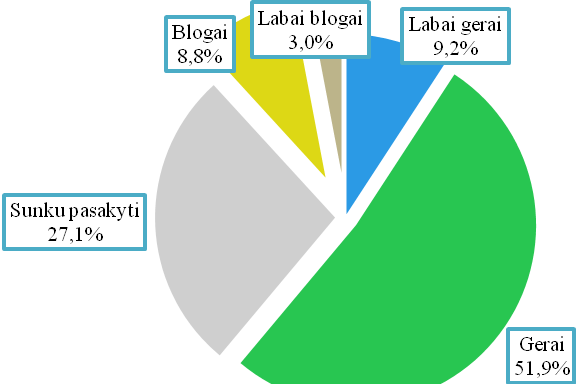 Blogai
8,8%
Labai blogai
3,0%
Labai gerai
9,2%
Sunku pasakyti
27,1%
Gerai
51,9%